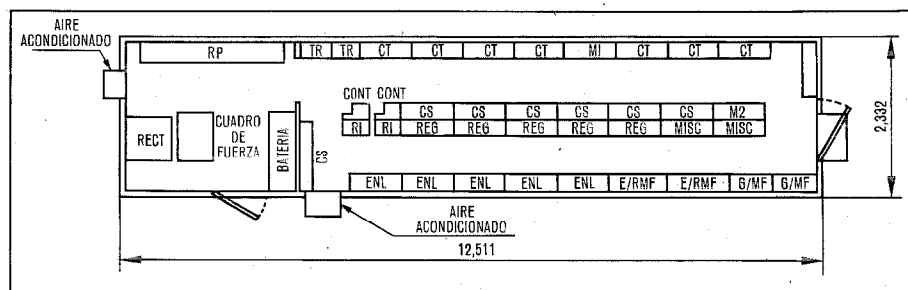 AIRE
ACONDICIONADO
RP
TR TR CT CT CT CT MI CT CT CT
CONT CONT
CS CS CS CS CS CS M2
RI RI REG REG REG REG REG MISC MISC
RECT
CUADRO
DE
FUERZA
BATERIA
CS
2,332
ENL ENL ENL ENL ENL E/RMF E/RMF G/MF G/MF
AIRE
ACONDICIONADO
12,511